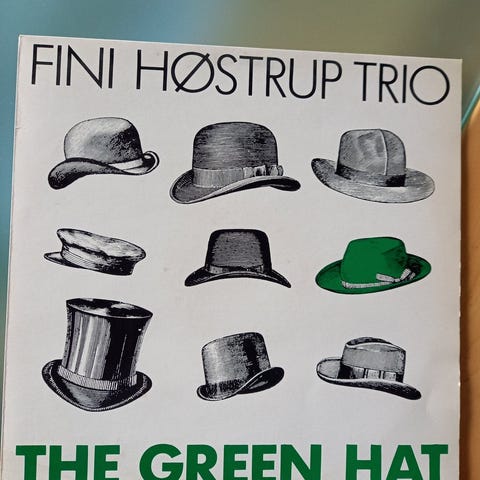 FINI HØSTRUP TRIO
THE GREEN HAT